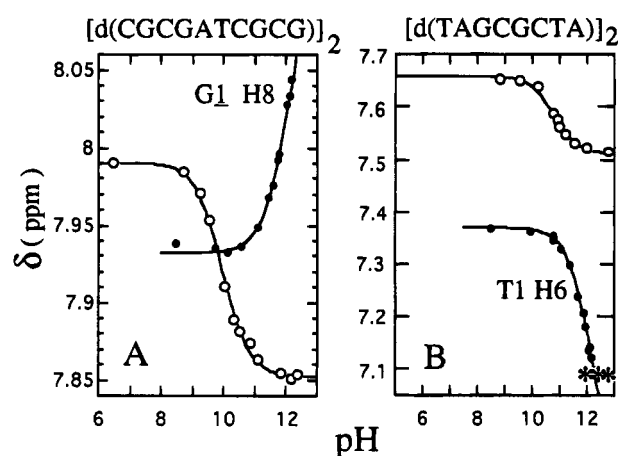 [d(CGCGATCGCG)]2 [d(TAGCGCTA)]2
8.05 7.7
G1 H8
8 7.6
7.5
7.95 7.4
δ(ppm)
7.3
T1 H6
7.9
7.2
A B
7.85 7.1
***
6 8 10 12 6 8 10 12
pH